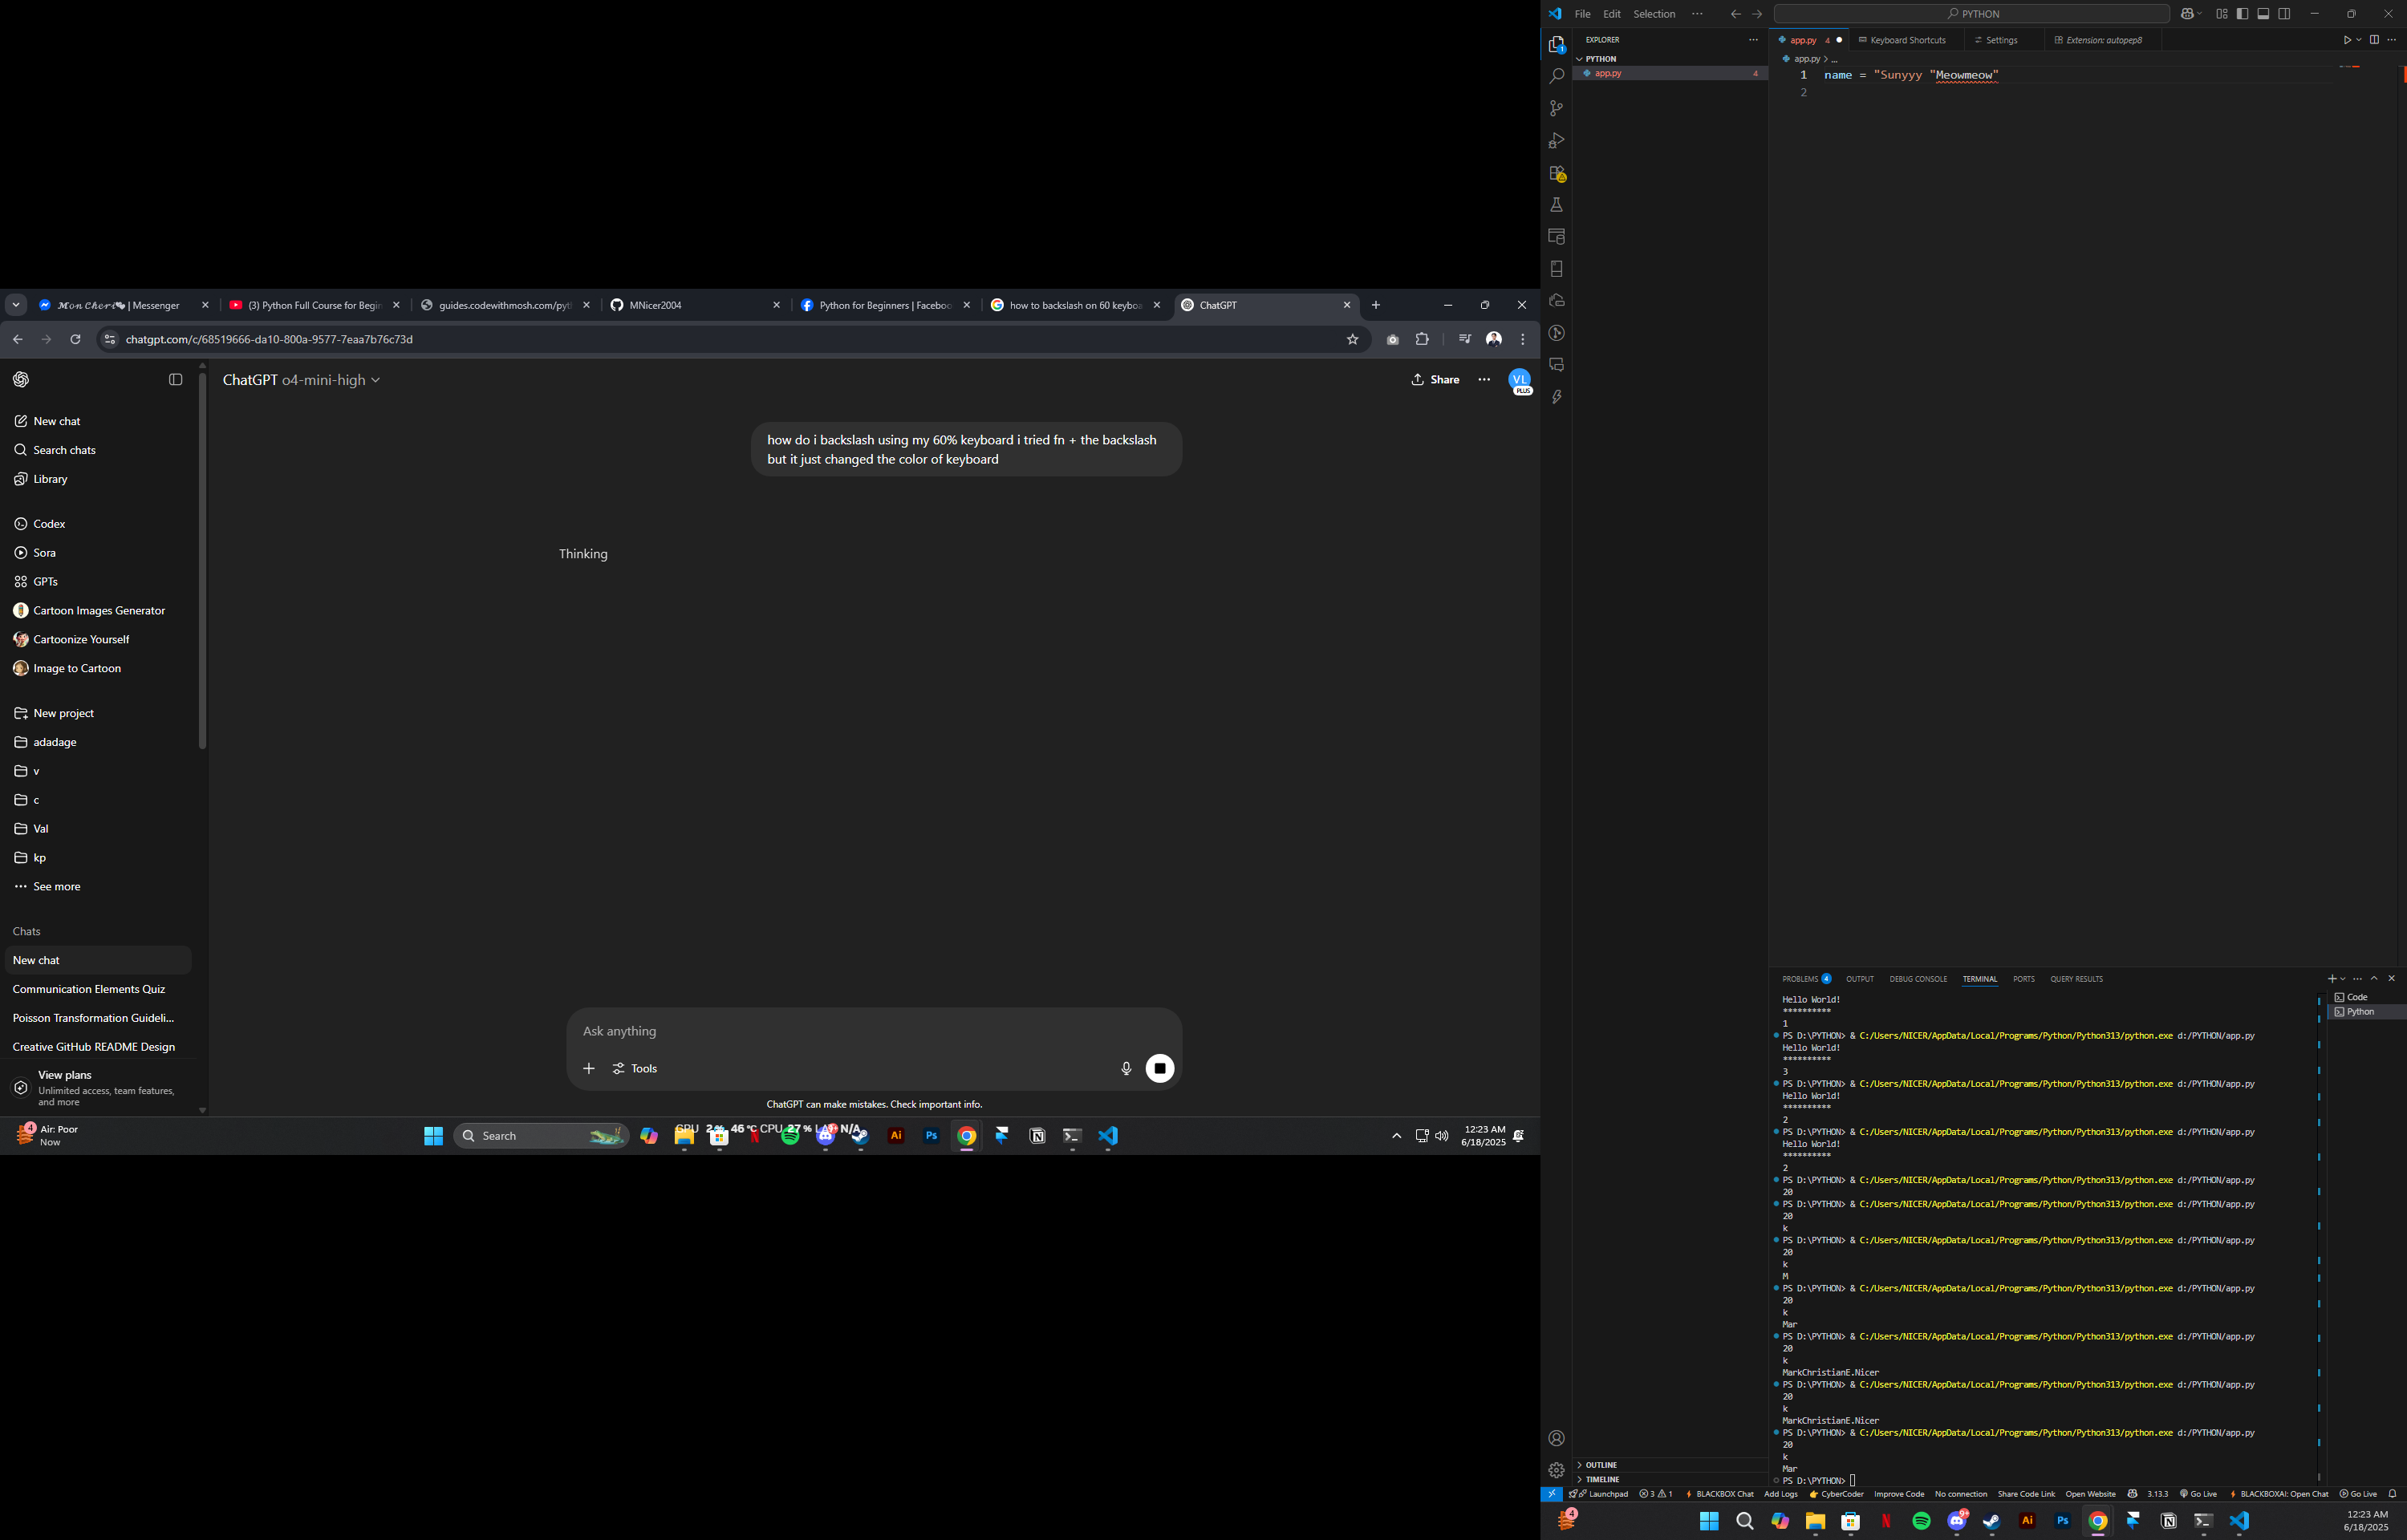 𝓜𝓸𝓷 𝓒𝓱𝓮𝓻𝓲 | Messenger
(3) Python Full Course for Begin
guides.codewithmosh.com/pyt
MNicer2004
Python for Beginners | Faceboo
how to backslash on 60 keyboa
ChatGPT
chatgpt.com/c/68519666-da10-800a-9577-7eaa7b76c73d
ChatGPT o4-mini-high
Share
VL
PLUS
New chat
Search chats
Library
Codex
Sora
GPTs
Cartoon Images Generator
Cartoonize Yourself
Image to Cartoon
New project
adadage
v
c
Val
kp
See more
Chats
New chat
Communication Elements Quiz
Poisson Transformation Guideli...
Creative GitHub README Design
View plans
Unlimited access, team features,
and more
how do i backslash using my 60% keyboard i tried fn + the backslash
but it just changed the color of keyboard
Thinking
Ask anything
Tools
ChatGPT can make mistakes. Check important info.
4
Air: Poor
Now
Search
GPU 2 % 46 °C CPU 27 % LAT N/A
12:23 AM
6/18/2025
File Edit Selection ...
PYTHON
EXPLORER
PYTHON
app.py 4
app.py 4
Keyboard Shortcuts
Settings
Extension: autopep8
app.py > ...
1 name = "Sunyyy "Meowmeow"
2
PROBLEMS 4 OUTPUT DEBUG CONSOLE TERMINAL PORTS QUERY RESULTS
Code
Python
Hello World!
**********
1
PS D:\PYTHON> & C:/Users/NICER/AppData/Local/Programs/Python/Python313/python.exe d:/PYTHON/app.py
Hello World!
**********
3
PS D:\PYTHON> & C:/Users/NICER/AppData/Local/Programs/Python/Python313/python.exe d:/PYTHON/app.py
Hello World!
**********
2
PS D:\PYTHON> & C:/Users/NICER/AppData/Local/Programs/Python/Python313/python.exe d:/PYTHON/app.py
Hello World!
**********
2
PS D:\PYTHON> & C:/Users/NICER/AppData/Local/Programs/Python/Python313/python.exe d:/PYTHON/app.py
20
PS D:\PYTHON> & C:/Users/NICER/AppData/Local/Programs/Python/Python313/python.exe d:/PYTHON/app.py
20
k
PS D:\PYTHON> & C:/Users/NICER/AppData/Local/Programs/Python/Python313/python.exe d:/PYTHON/app.py
20
k
M
PS D:\PYTHON> & C:/Users/NICER/AppData/Local/Programs/Python/Python313/python.exe d:/PYTHON/app.py
20
k
Mar
PS D:\PYTHON> & C:/Users/NICER/AppData/Local/Programs/Python/Python313/python.exe d:/PYTHON/app.py
20
k
MarkChristianE.Nicer
PS D:\PYTHON> & C:/Users/NICER/AppData/Local/Programs/Python/Python313/python.exe d:/PYTHON/app.py
20
k
MarkChristianE.Nicer
PS D:\PYTHON> & C:/Users/NICER/AppData/Local/Programs/Python/Python313/python.exe d:/PYTHON/app.py
20
k
Mar
PS D:\PYTHON>
OUTLINE
TIMELINE
Launchpad 3 1 BLACKBOX Chat Add Logs CyberCoder Improve Code No connection Share Code Link Open Website 3.13.3 Go Live BLACKBOXAI: Open Chat Go Live
4
12:23 AM
6/18/2025